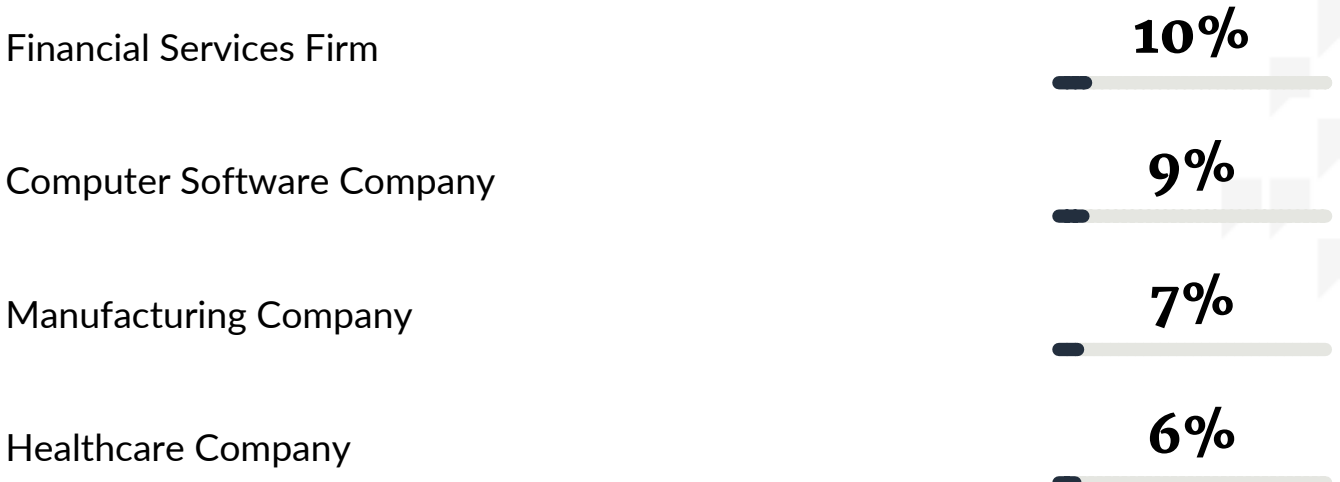 Financial Services Firm 10%
Computer Software Company 9%
Manufacturing Company 7%
Healthcare Company 6%